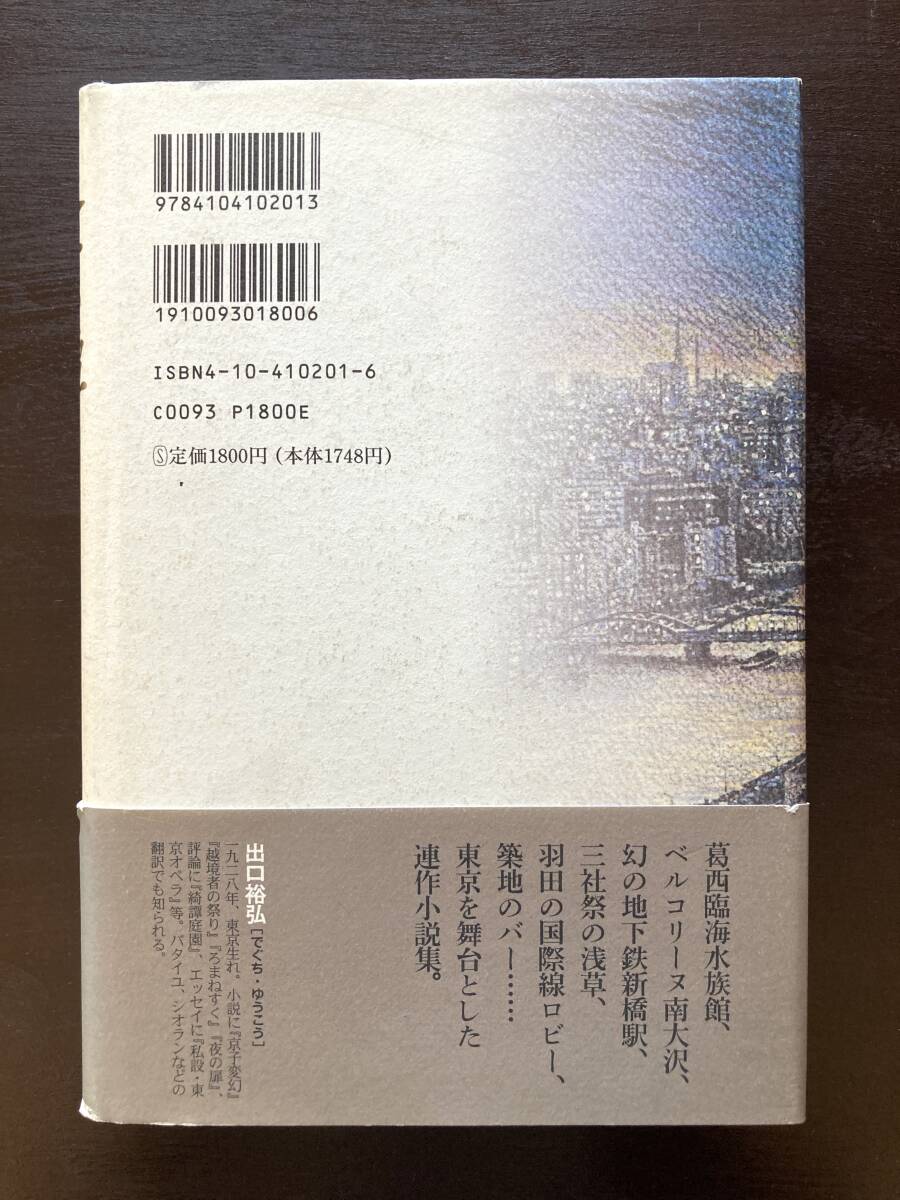 9784104102013
1910093018006
ISBN4-10-410201-6
C0093 P1800E
Ⓢ定価1800円（本体1748円）
葛西臨海水族館、
ベルコリーヌ南大沢、
幻の地下鉄新橋駅、
三社祭の浅草、
羽田の国際線ロビー、
築地のバー……
東京を舞台とした
連作小説集。
出口裕弘［でぐち・ゆうこう］
一九二八年、東京生れ。小説に『京子変幻』
『越境者の祭り』『ろまねすく』『夜の扉』、
評論に『綺譚庭園』、エッセイに『私設・東
京オペラ』等。バタイユ、シオランなどの
翻訳でも知られる。